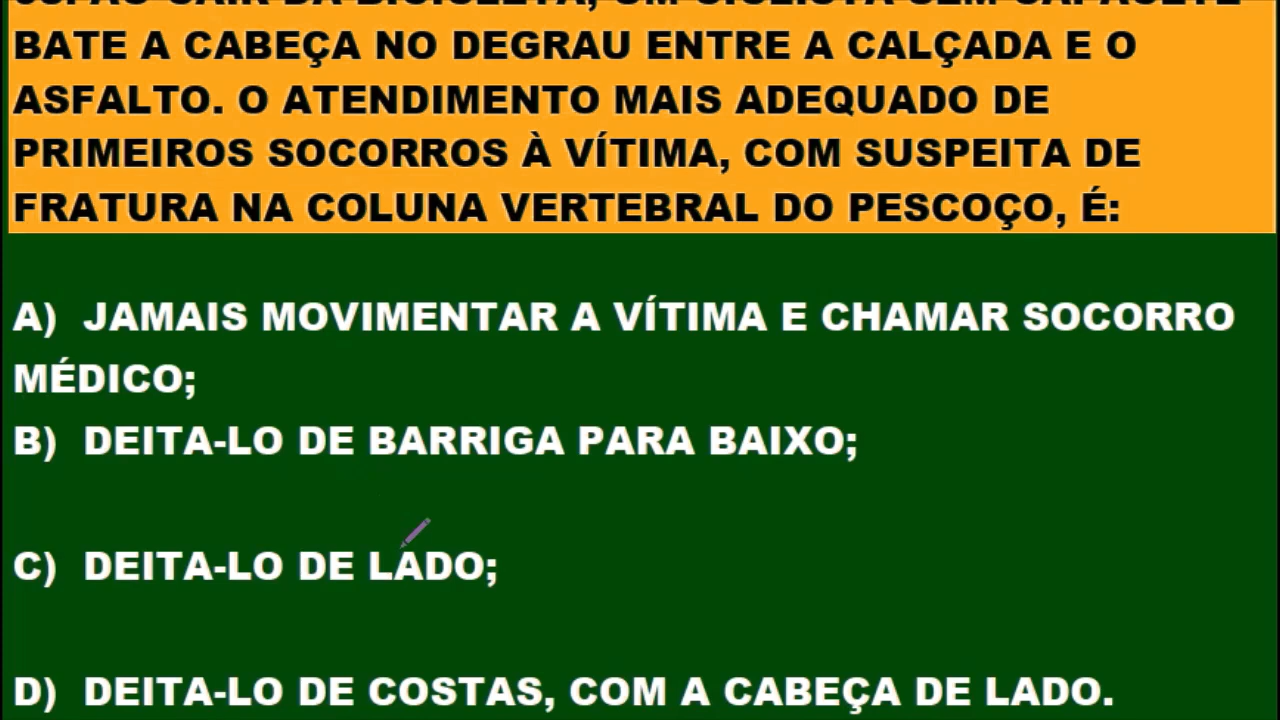 BATE A CABEÇA NO DEGRAU ENTRE A CALÇADA E O
ASFALTO. O ATENDIMENTO MAIS ADEQUADO DE
PRIMEIROS SOCORROS À VÍTIMA, COM SUSPEITA DE
FRATURA NA COLUNA VERTEBRAL DO PESCOÇO, É:
A) JAMAIS MOVIMENTAR A VÍTIMA E CHAMAR SOCORRO
MÉDICO;
B) DEITA-LO DE BARRIGA PARA BAIXO;
C) DEITA-LO DE LADO;
D) DEITA-LO DE COSTAS, COM A CABEÇA DE LADO.